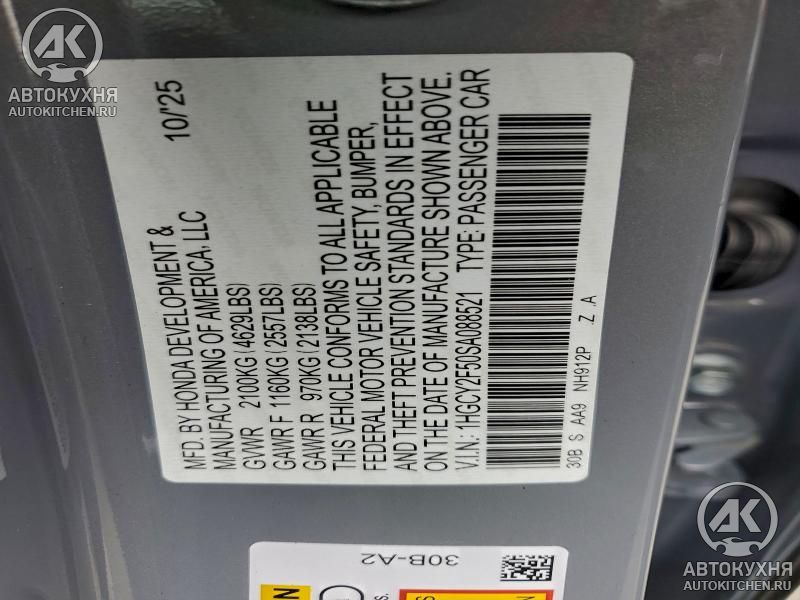 АК
АВТОКУХНЯ
AUTOKITCHEN.RU
MFD. BY HONDA DEVELOPMENT &
MANUFACTURING OF AMERICA, LLC
10/'25
GVWR 2100KG (4629LBS)
GAWR F 1160KG (2557LBS)
GAWR R 970KG (2138LBS)
THIS VEHICLE CONFORMS TO ALL APPLICABLE
FEDERAL MOTOR VEHICLE SAFETY, BUMPER,
AND THEFT PREVENTION STANDARDS IN EFFECT
ON THE DATE OF MANUFACTURE SHOWN ABOVE.
V.I.N.: 1HGCY2F50SA088521 TYPE: PASSENGER CAR
30B S AA9 NH912P .Z .A
30B-A2
АК
АВТОКУХНЯ
AUTOKITCHEN.RU